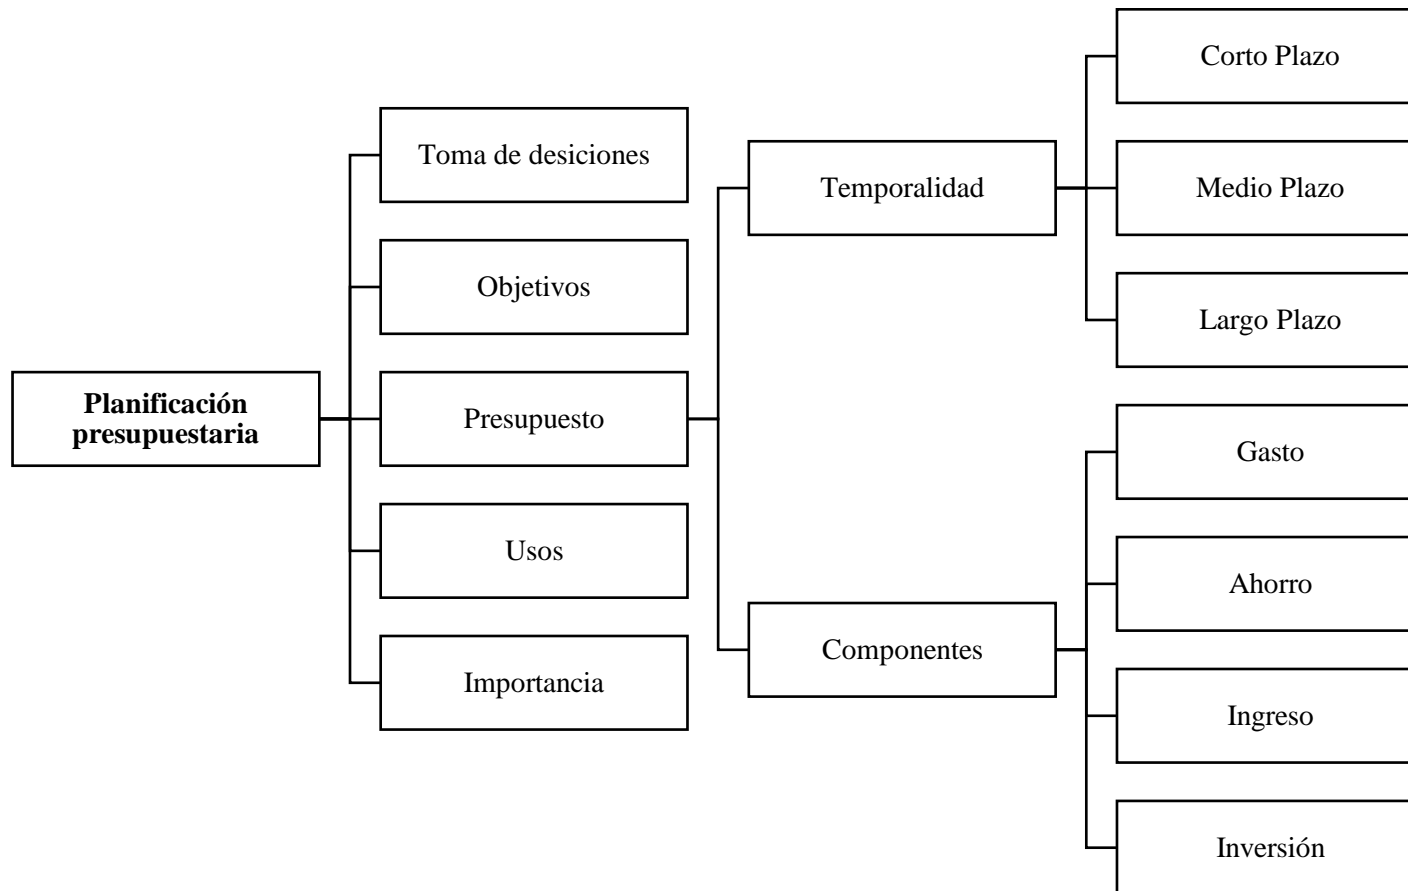 Planificación
presupuestaria
Toma de desiciones
Objetivos
Presupuesto
Usos
Importancia
Temporalidad
Componentes
Corto Plazo
Medio Plazo
Largo Plazo
Gasto
Ahorro
Ingreso
Inversión